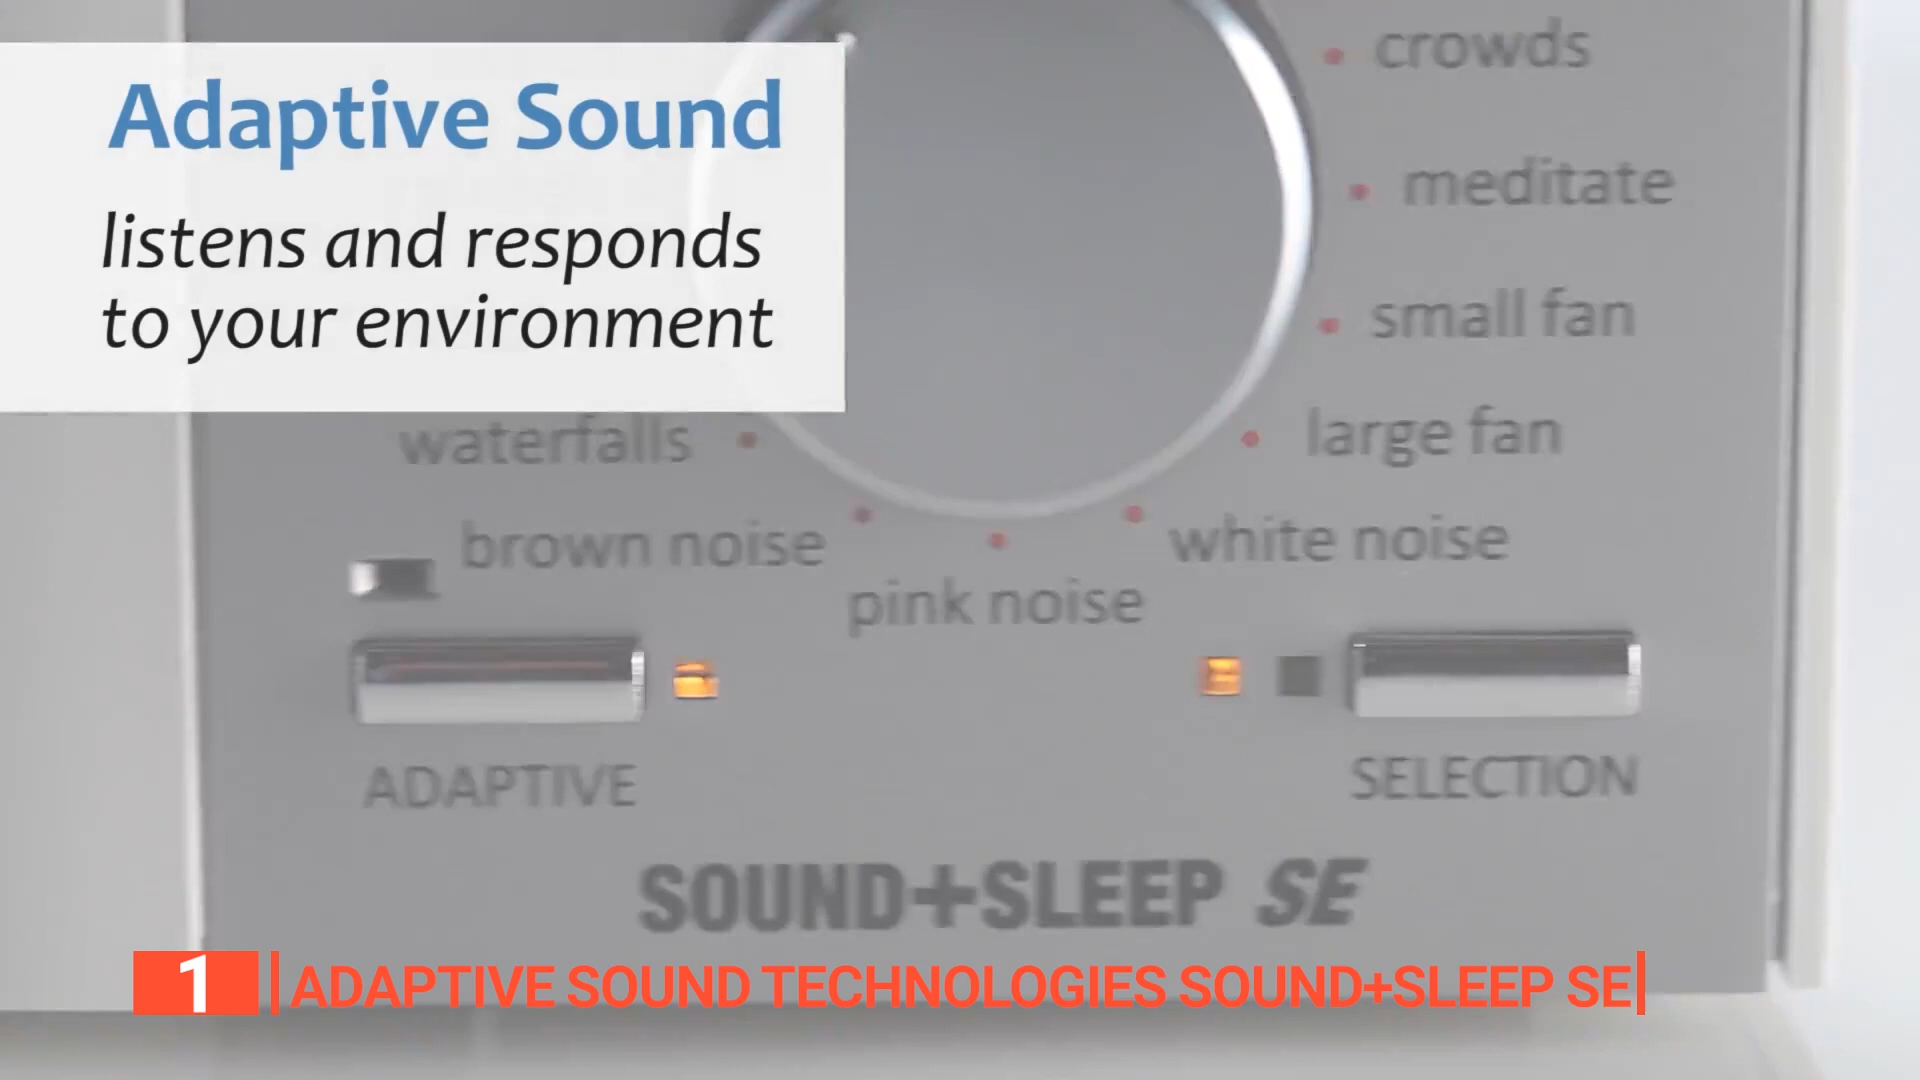 Adaptive Sound
listens and responds
to your environment
crowds
meditate
small fan
large fan
waterfalls
brown noise
white noise
pink noise
ADAPTIVE
SELECTION
SOUND+SLEEP SE
1
ADAPTIVE SOUND TECHNOLOGIES SOUND+SLEEP SE